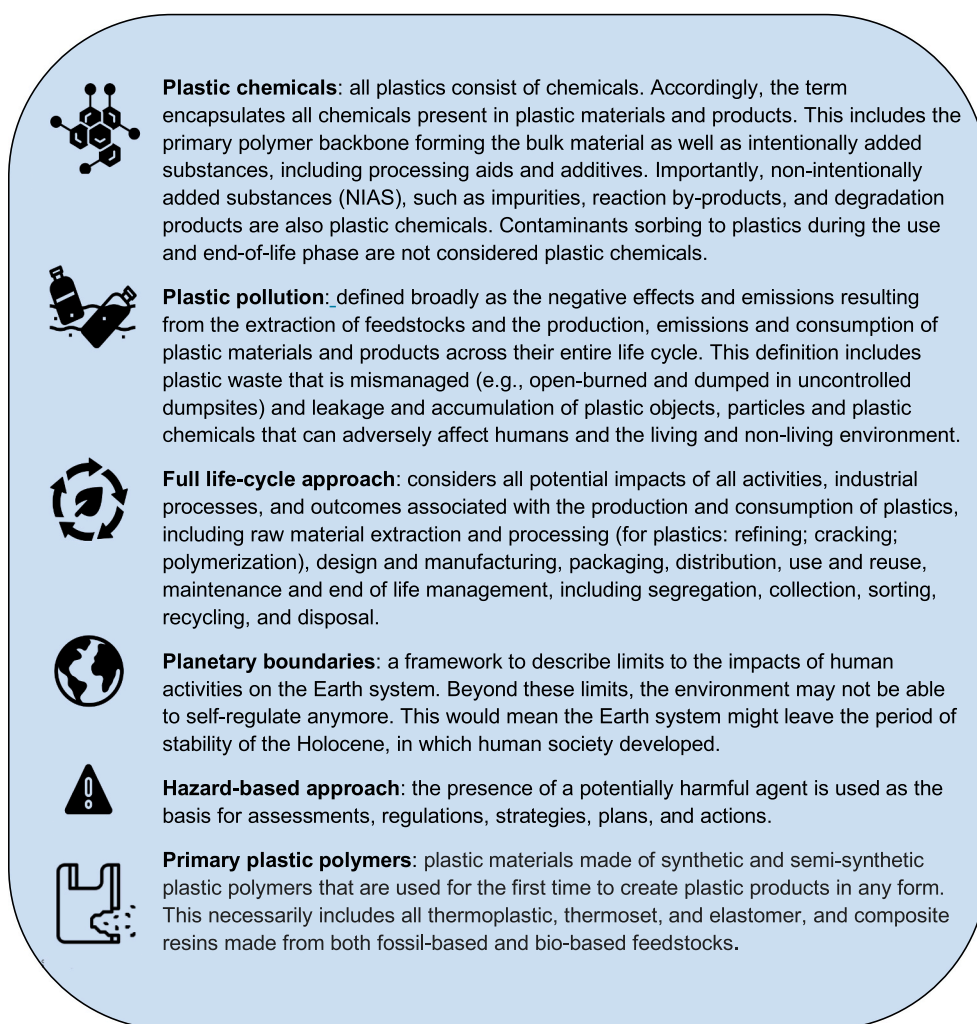 Plastic chemicals: all plastics consist of chemicals. Accordingly, the term
encapsulates all chemicals present in plastic materials and products. This includes the
primary polymer backbone forming the bulk material as well as intentionally added
substances, including processing aids and additives. Importantly, non-intentionally
added substances (NIAS), such as impurities, reaction by-products, and degradation
products are also plastic chemicals. Contaminants sorbing to plastics during the use
and end-of-life phase are not considered plastic chemicals.
Plastic pollution: defined broadly as the negative effects and emissions resulting
from the extraction of feedstocks and the production, emissions and consumption of
plastic materials and products across their entire life cycle. This definition includes
plastic waste that is mismanaged (e.g., open-burned and dumped in uncontrolled
dumpsites) and leakage and accumulation of plastic objects, particles and plastic
chemicals that can adversely affect humans and the living and non-living environment.
Full life-cycle approach: considers all potential impacts of all activities, industrial
processes, and outcomes associated with the production and consumption of plastics,
including raw material extraction and processing (for plastics: refining; cracking;
polymerization), design and manufacturing, packaging, distribution, use and reuse,
maintenance and end of life management, including segregation, collection, sorting,
recycling, and disposal.
Planetary boundaries: a framework to describe limits to the impacts of human
activities on the Earth system. Beyond these limits, the environment may not be able
to self-regulate anymore. This would mean the Earth system might leave the period of
stability of the Holocene, in which human society developed.
Hazard-based approach: the presence of a potentially harmful agent is used as the
basis for assessments, regulations, strategies, plans, and actions.
Primary plastic polymers: plastic materials made of synthetic and semi-synthetic
plastic polymers that are used for the first time to create plastic products in any form.
This necessarily includes all thermoplastic, thermoset, and elastomer, and composite
resins made from both fossil-based and bio-based feedstocks.